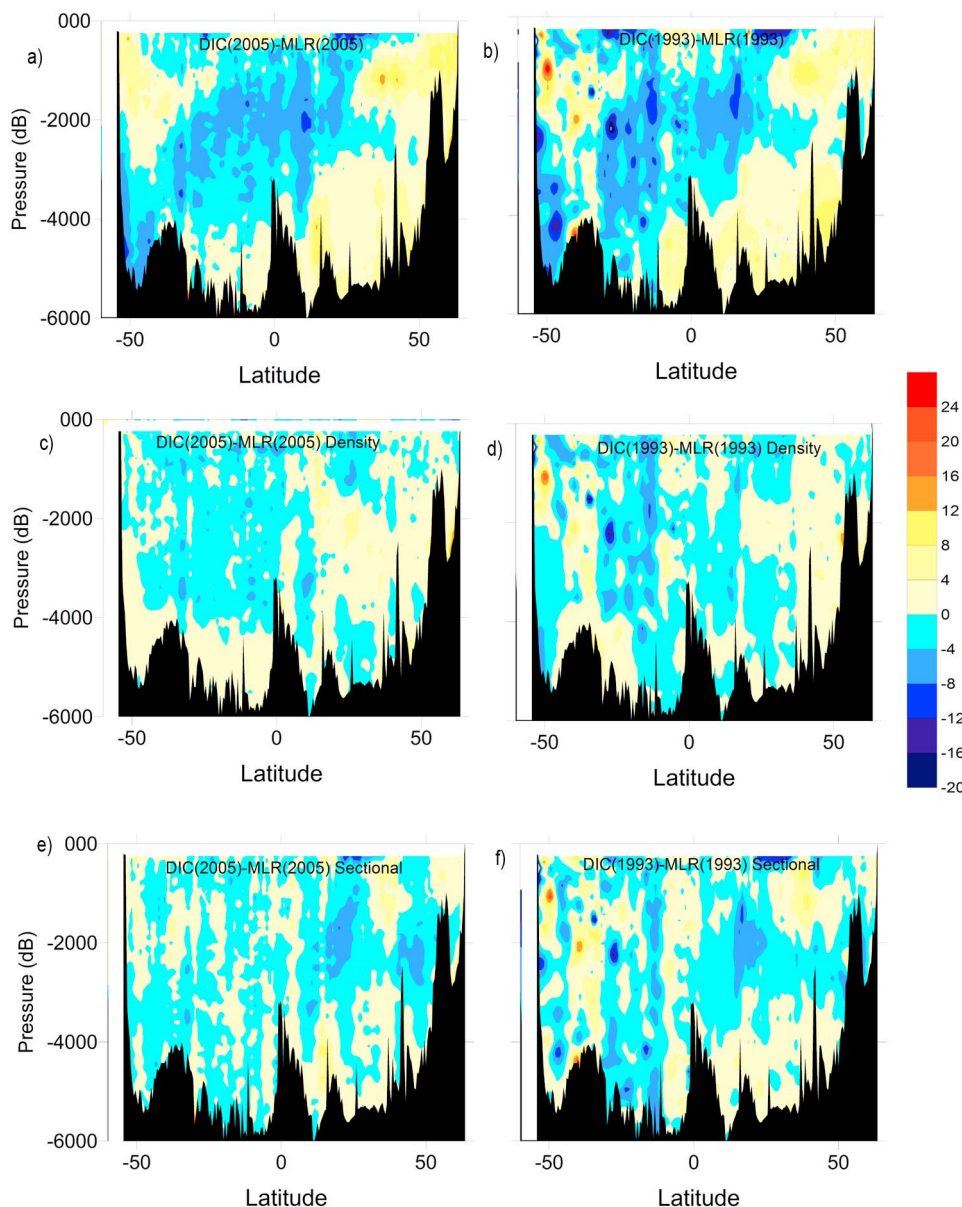 a)
000
-2000
-4000
-6000
Pressure (dB)
DIC(2005)-MLR(2005)
-50
0
50
Latitude
b)
DIC(1993)-MLR(1993)
-50
0
50
Latitude
c)
000
-2000
-4000
-6000
Pressure (dB)
DIC(2005)-MLR(2005) Density
-50
0
50
Latitude
d)
DIC(1993)-MLR(1993) Density
-50
0
50
Latitude
24
20
16
12
8
4
0
-4
-8
-12
-16
-20
e)
000
-2000
-4000
-6000
Pressure (dB)
DIC(2005)-MLR(2005) Sectional
-50
0
50
Latitude
f)
DIC(1993)-MLR(1993) Sectional
-50
0
50
Latitude